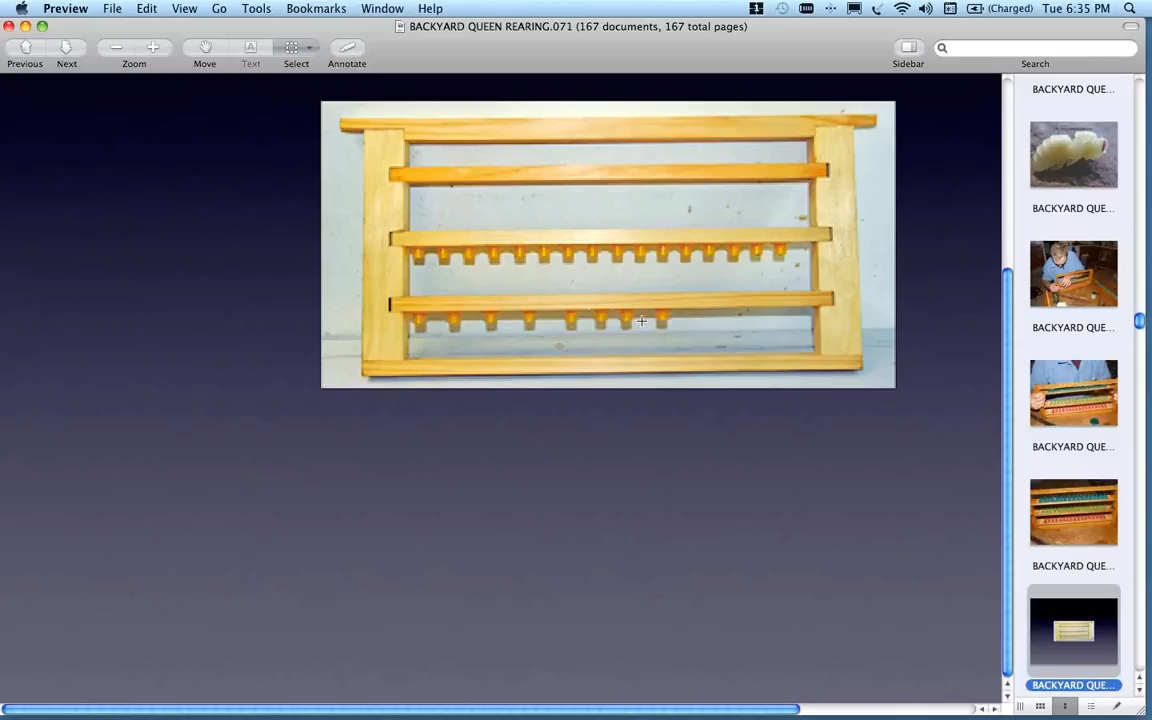 Preview File Edit View Go Tools Bookmarks Window Help 1 (Charged) Tue 6:35 PM
BACKYARD QUEEN REARING.071 (167 documents, 167 total pages)
Previous Next Zoom Move Text Select Annotate Sidebar Search
BACKYARD QUE...
BACKYARD QUE...
BACKYARD QUE...
BACKYARD QUE...
BACKYARD QUE...
BACKYARD QUE...